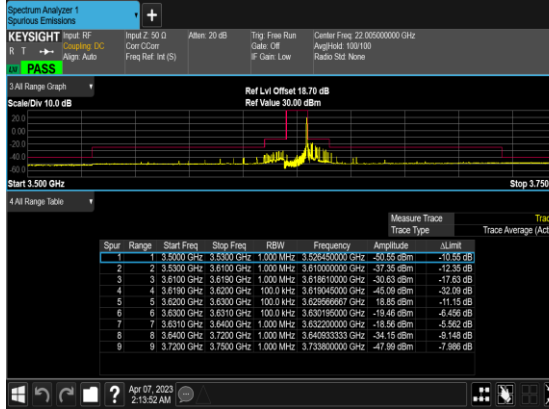 Spectrum Analyzer 1
Spurious Emissions
+
KEYSIGHT Input: RF Input Z: 50 Ω Atten: 20 dB Trig: Free Run Center Freq: 22.005000000 GHz
R T Coupling: DC Corr CCorr Gate: Off Avg|Hold: 100/100
Align: Auto Freq Ref: Int (S) IF Gain: Low Radio Std: None
PASS
3 All Range Graph
Ref Lvl Offset 18.70 dB
Scale/Div 10.0 dB Ref Value 30.00 dBm
20.0
0.00
-20.0
-40.0
-60.0
Start 3.500 GHz Stop 3.750
4 All Range Table
Measure Trace Trac
Trace Type Trace Average (Act
Spur Range Start Freq Stop Freq RBW Frequency Amplitude ΔLimit
1 1 3.5000 GHz 3.5300 GHz 1.000 MHz 3.526450000 GHz -50.55 dBm -10.55 dB
2 2 3.5300 GHz 3.6100 GHz 1.000 MHz 3.610000000 GHz -37.35 dBm -12.35 dB
3 3 3.6100 GHz 3.6190 GHz 1.000 MHz 3.618610000 GHz -30.63 dBm -17.63 dB
4 4 3.6190 GHz 3.6200 GHz 100.0 kHz 3.619045000 GHz -45.09 dBm -32.09 dB
5 5 3.6200 GHz 3.6300 GHz 100.0 kHz 3.629566667 GHz 18.85 dBm -11.15 dB
6 6 3.6300 GHz 3.6310 GHz 100.0 kHz 3.630195000 GHz -19.46 dBm -6.456 dB
7 7 3.6310 GHz 3.6400 GHz 1.000 MHz 3.632200000 GHz -18.56 dBm -5.562 dB
8 8 3.6400 GHz 3.7200 GHz 1.000 MHz 3.640933333 GHz -34.15 dBm -9.148 dB
9 9 3.7200 GHz 3.7500 GHz 1.000 MHz 3.733800000 GHz -47.99 dBm -7.986 dB
? Apr 07, 2023
2:13:52 AM